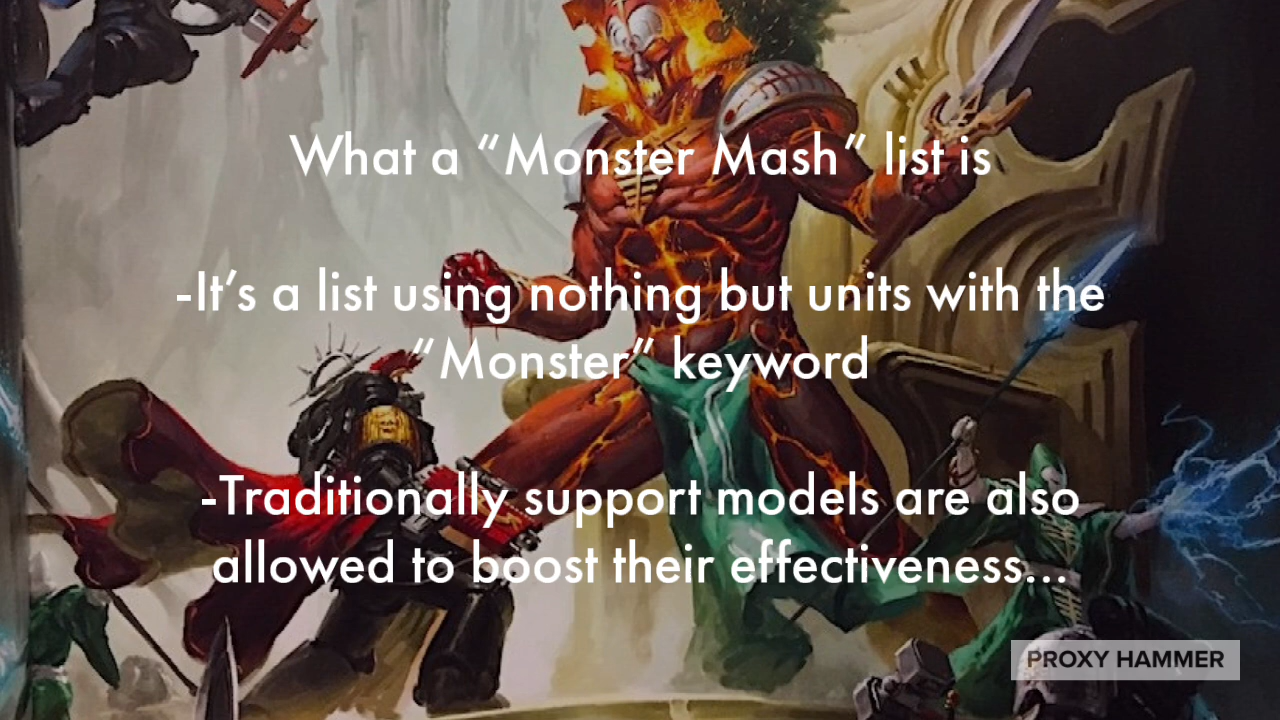 What a “Monster Mash” list is
-It’s a list using nothing but units with the
“Monster” keyword
-Traditionally support models are also
allowed to boost their effectiveness...
PROXY HAMMER